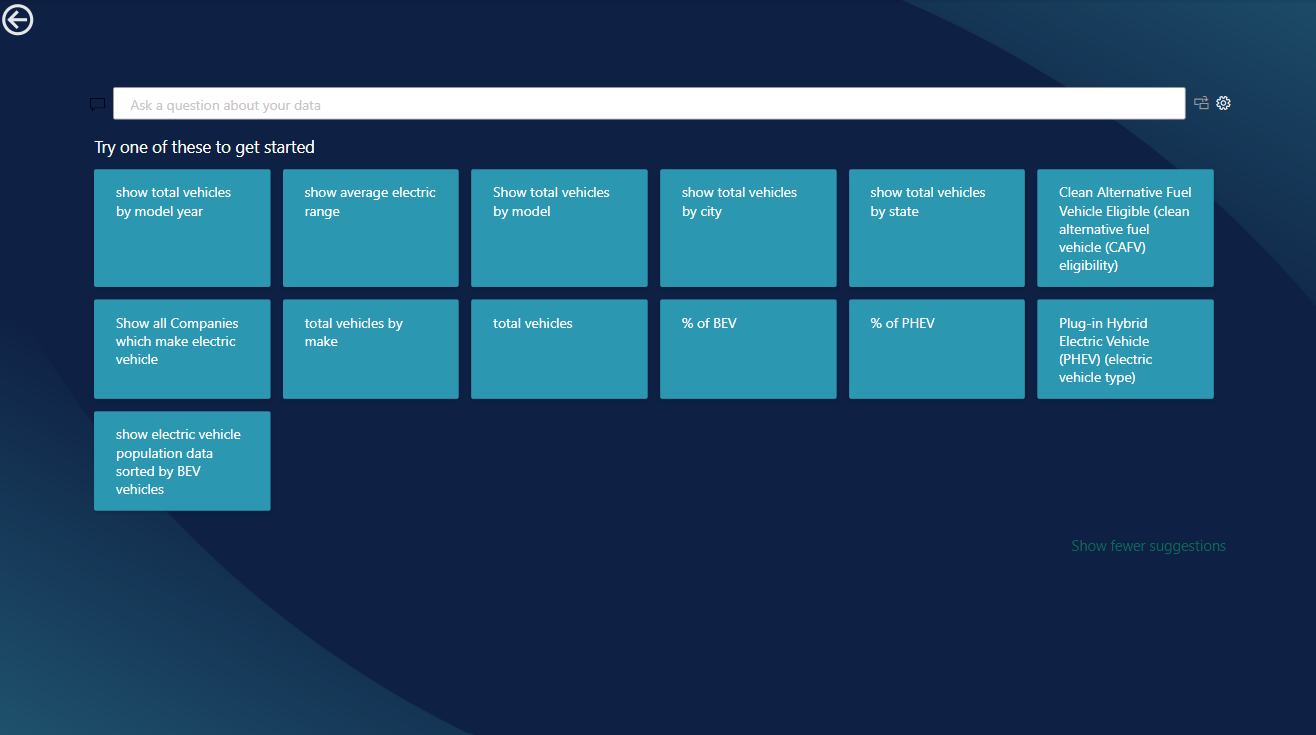 Ask a question about your data
Try one of these to get started
show total vehicles
by model year
show average electric
range
Show total vehicles
by model
show total vehicles
by city
show total vehicles
by state
Clean Alternative Fuel
Vehicle Eligible (clean
alternative fuel
vehicle (CAFV)
eligibility)
Show all Companies
which make electric
vehicle
total vehicles by
make
total vehicles
% of BEV
% of PHEV
Plug-in Hybrid
Electric Vehicle
(PHEV) (electric
vehicle type)
show electric vehicle
population data
sorted by BEV
vehicles
Show fewer suggestions